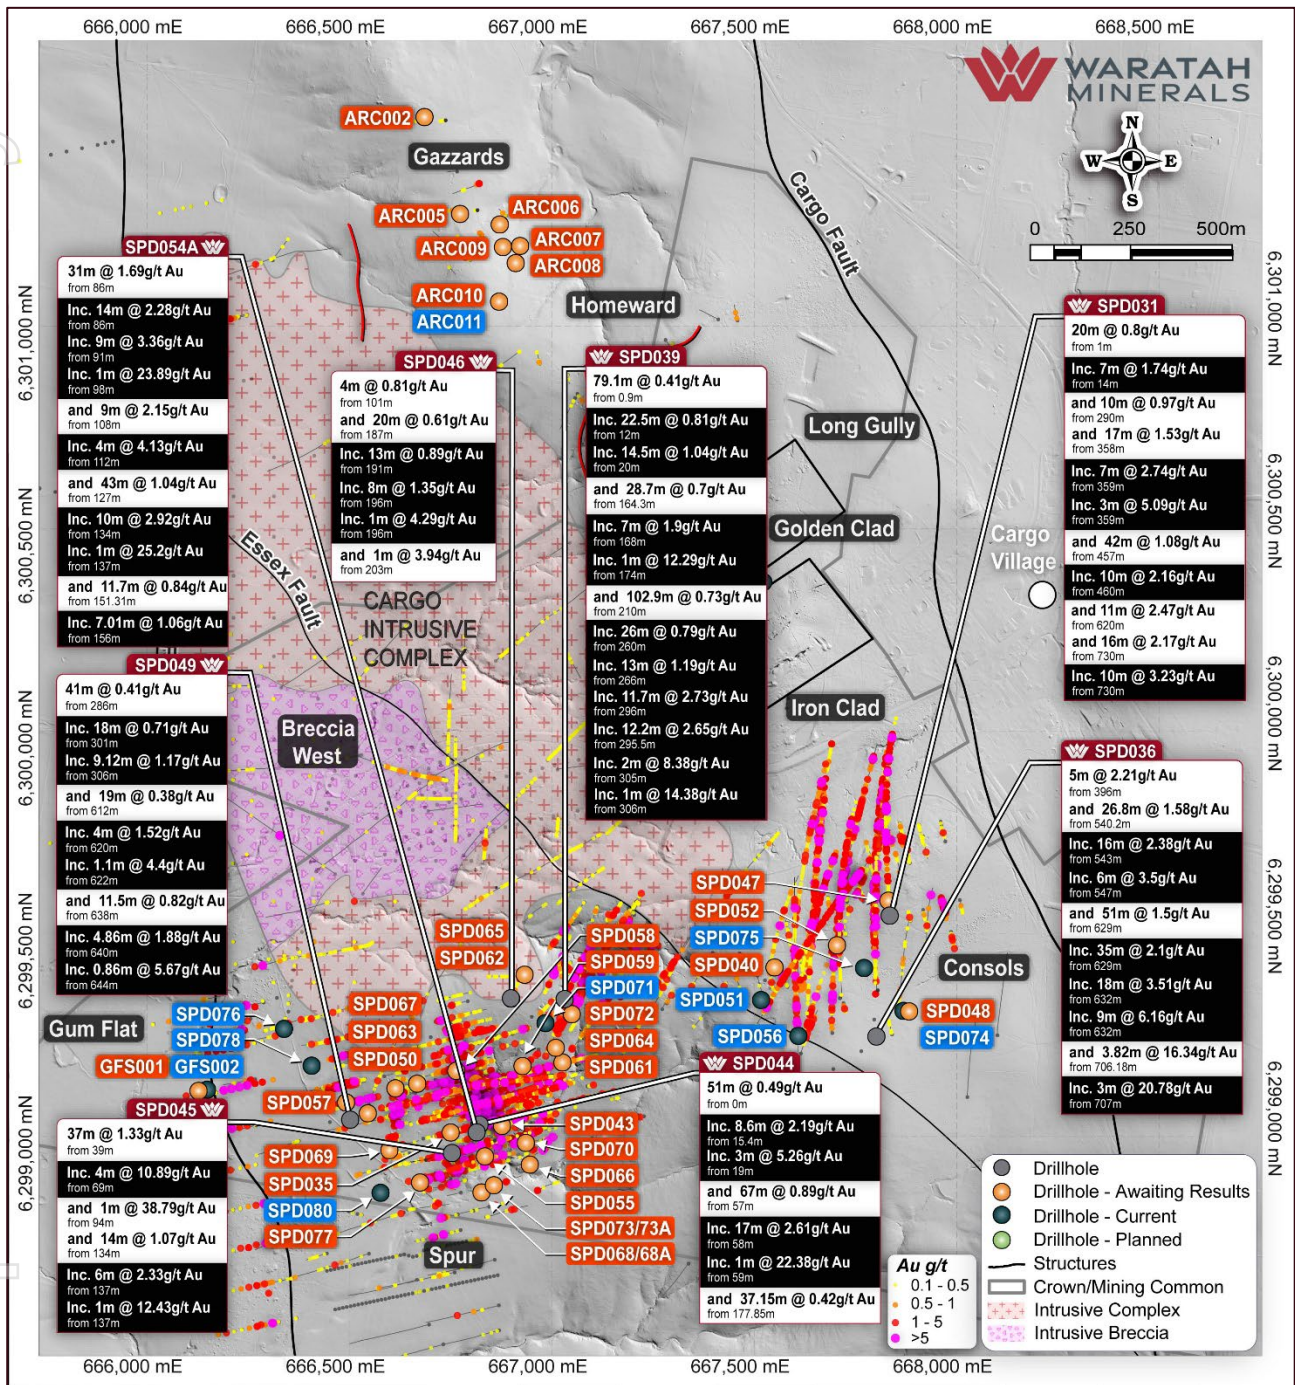 666,000 mE
666,500 mE
667,000 mE
667,500 mE
668,000 mE
668,500 mE
WARATAH
MINERALS
N
W
E
S
0
250
500m
6,301,000 mN
6,300,500 mN
6,300,000 mN
6,299,500 mN
6,299,000 mN
6,301,000 mN
6,300,500 mN
6,300,000 mN
6,299,500 mN
6,299,000 mN
ARC002
Gazzards
ARC005
ARC006
ARC009
ARC007
ARC008
ARC010
ARC011
Homeward
Cargo Fault
Long Gully
Golden Clad
Cargo
Village
Iron Clad
Essex Fault
CARGO
INTRUSIVE
COMPLEX
Breccia
West
Consols
Gum Flat
Spur
SPD054A
31m @ 1.69g/t Au
from 86m
Inc. 14m @ 2.28g/t Au
from 86m
Inc. 9m @ 3.36g/t Au
from 91m
Inc. 1m @ 23.89g/t Au
from 98m
and 9m @ 2.15g/t Au
from 108m
Inc. 4m @ 4.13g/t Au
from 112m
and 43m @ 1.04g/t Au
from 127m
Inc. 10m @ 2.92g/t Au
from 134m
Inc. 1m @ 25.2g/t Au
from 137m
and 11.7m @ 0.84g/t Au
from 151.31m
Inc. 7.01m @ 1.06g/t Au
from 156m
SPD046
4m @ 0.81g/t Au
from 101m
and 20m @ 0.61g/t Au
from 187m
Inc. 13m @ 0.89g/t Au
from 191m
Inc. 8m @ 1.35g/t Au
from 196m
Inc. 1m @ 4.29g/t Au
from 196m
and 1m @ 3.94g/t Au
from 203m
SPD039
79.1m @ 0.41g/t Au
from 0.9m
Inc. 22.5m @ 0.81g/t Au
from 12m
Inc. 14.5m @ 1.04g/t Au
from 20m
and 28.7m @ 0.7g/t Au
from 164.3m
Inc. 7m @ 1.9g/t Au
from 168m
Inc. 1m @ 12.29g/t Au
from 174m
and 102.9m @ 0.73g/t Au
from 210m
Inc. 26m @ 0.79g/t Au
from 260m
Inc. 13m @ 1.19g/t Au
from 266m
Inc. 11.7m @ 2.73g/t Au
from 296m
Inc. 12.2m @ 2.65g/t Au
from 295.5m
Inc. 2m @ 8.38g/t Au
from 305m
Inc. 1m @ 14.38g/t Au
from 306m
SPD031
20m @ 0.8g/t Au
from 1m
Inc. 7m @ 1.74g/t Au
from 14m
and 10m @ 0.97g/t Au
from 290m
and 17m @ 1.53g/t Au
from 358m
Inc. 7m @ 2.74g/t Au
from 359m
Inc. 3m @ 5.09g/t Au
from 359m
and 42m @ 1.08g/t Au
from 457m
Inc. 10m @ 2.16g/t Au
from 460m
and 11m @ 2.47g/t Au
from 620m
and 16m @ 2.17g/t Au
from 730m
Inc. 10m @ 3.23g/t Au
from 730m
SPD049
41m @ 0.41g/t Au
from 286m
Inc. 18m @ 0.71g/t Au
from 301m
Inc. 9.12m @ 1.17g/t Au
from 306m
and 19m @ 0.38g/t Au
from 612m
Inc. 4m @ 1.52g/t Au
from 620m
Inc. 1.1m @ 4.4g/t Au
from 622m
and 11.5m @ 0.82g/t Au
from 638m
Inc. 4.86m @ 1.88g/t Au
from 640m
Inc. 0.86m @ 5.67g/t Au
from 644m
SPD036
5m @ 2.21g/t Au
from 396m
and 26.8m @ 1.58g/t Au
from 540.2m
Inc. 16m @ 2.38g/t Au
from 543m
Inc. 6m @ 3.5g/t Au
from 547m
and 51m @ 1.5g/t Au
from 629m
Inc. 35m @ 2.1g/t Au
from 629m
Inc. 18m @ 3.51g/t Au
from 632m
Inc. 9m @ 6.16g/t Au
from 632m
and 3.82m @ 16.34g/t Au
from 706.18m
Inc. 3m @ 20.78g/t Au
from 707m
SPD045
37m @ 1.33g/t Au
from 39m
Inc. 4m @ 10.89g/t Au
from 69m
and 1m @ 38.79g/t Au
from 94m
and 14m @ 1.07g/t Au
from 134m
Inc. 6m @ 2.33g/t Au
from 137m
Inc. 1m @ 12.43g/t Au
from 137m
SPD044
51m @ 0.49g/t Au
from 0m
Inc. 8.6m @ 2.19g/t Au
from 15.4m
Inc. 3m @ 5.26g/t Au
from 19m
and 67m @ 0.89g/t Au
from 57m
Inc. 17m @ 2.61g/t Au
from 58m
Inc. 1m @ 22.38g/t Au
from 59m
and 37.15m @ 0.42g/t Au
from 177.85m
SPD047
SPD052
SPD075
SPD040
SPD051
SPD056
SPD048
SPD074
SPD065
SPD062
SPD058
SPD059
SPD071
SPD072
SPD064
SPD061
SPD067
SPD063
SPD050
SPD076
SPD078
GFS001
GFS002
SPD057
SPD069
SPD035
SPD080
SPD077
SPD043
SPD070
SPD066
SPD055
SPD073/73A
SPD068/68A
Au g/t
0.1 - 0.5
0.5 - 1
1 - 5
>5
Drillhole
Drillhole - Awaiting Results
Drillhole - Current
Drillhole - Planned
Structures
Crown/Mining Common
Intrusive Complex
Intrusive Breccia
666,000 mE
666,500 mE
667,000 mE
667,500 mE
668,000 mE